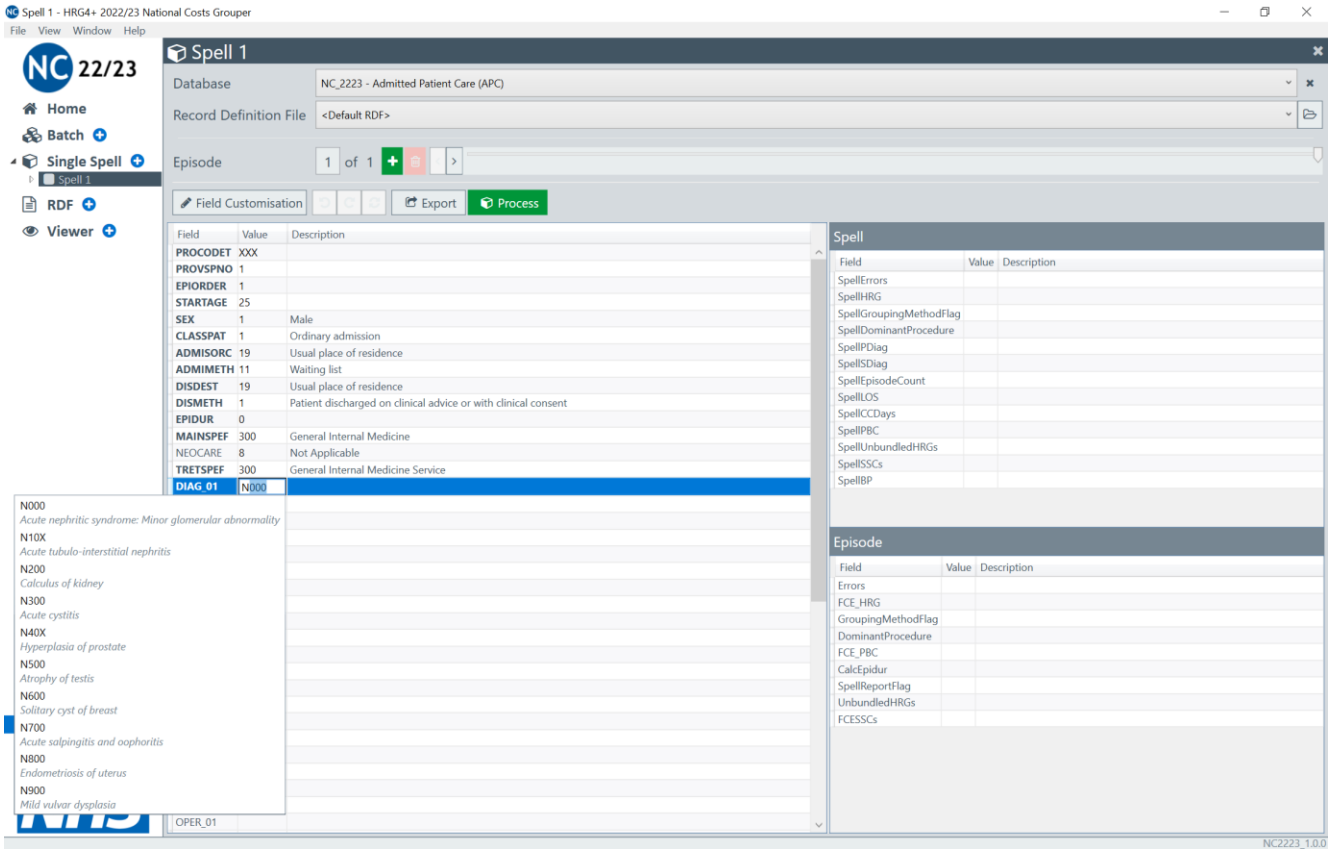 Spell 1 - HRG4+ 2022/23 National Costs Grouper
File View Window Help
NC 22/23
Home
Batch
Single Spell
Spell 1
RDF
Viewer
Spell 1
Database NC_2223 - Admitted Patient Care (APC)
Record Definition File <Default RDF>
Episode 1 of 1
Field Customisation Export Process
Field Value Description
PROCODET XXX
PROVSPNO 1
EPIORDER 1
STARTAGE 25
SEX 1 Male
CLASSPAT 1 Ordinary admission
ADMISORC 19 Usual place of residence
ADMIMETH 11 Waiting list
DISDEST 19 Usual place of residence
DISMETH 1 Patient discharged on clinical advice or with clinical consent
EPIDUR 0
MAINSPEF 300 General Internal Medicine
NEOCARE 8 Not Applicable
TRETSPEF 300 General Internal Medicine Service
DIAG_01 N000
N000
Acute nephritic syndrome: Minor glomerular abnormality
N10X
Acute tubulo-interstitial nephritis
N200
Calculus of kidney
N300
Acute cystitis
N40X
Hyperplasia of prostate
N500
Atrophy of testis
N600
Solitary cyst of breast
N700
Acute salpingitis and oophoritis
N800
Endometriosis of uterus
N900
Mild vulvar dysplasia
OPER_01
Spell
Field Value Description
SpellErrors
SpellHRG
SpellGroupingMethodFlag
SpellDominantProcedure
SpellPDiag
SpellSDiag
SpellEpisodeCount
SpellLOS
SpellCCDays
SpellPBC
SpellUnbundledHRGs
SpellSSCs
SpellBP
Episode
Field Value Description
Errors
FCE_HRG
GroupingMethodFlag
DominantProcedure
FCE_PBC
CalcEpidur
SpellReportFlag
UnbundledHRGs
FCESSCs
NC2223_1.0.0